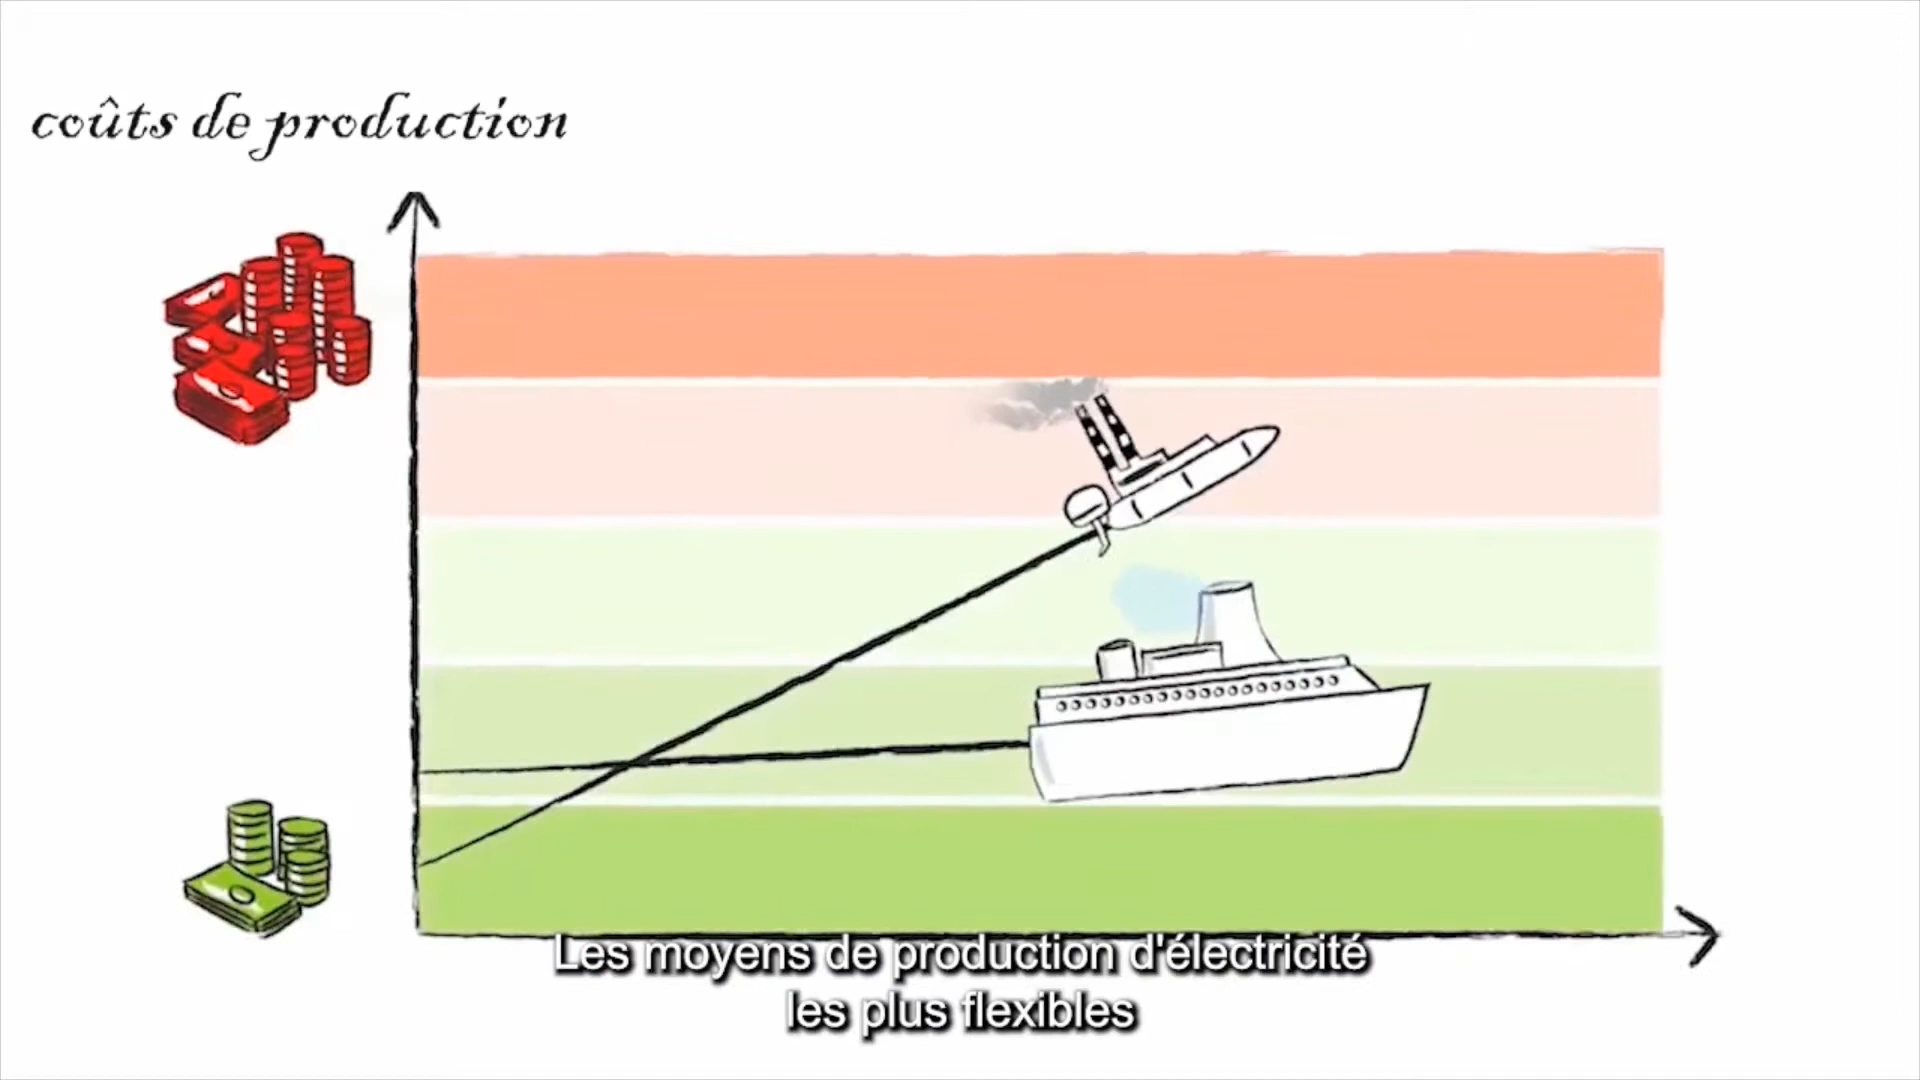 coûts de production
Les moyens de production d'électricité
les plus flexibles